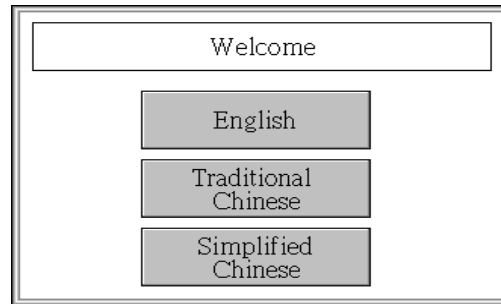 Welcome
English
Traditional
Chinese
Simplified
Chinese